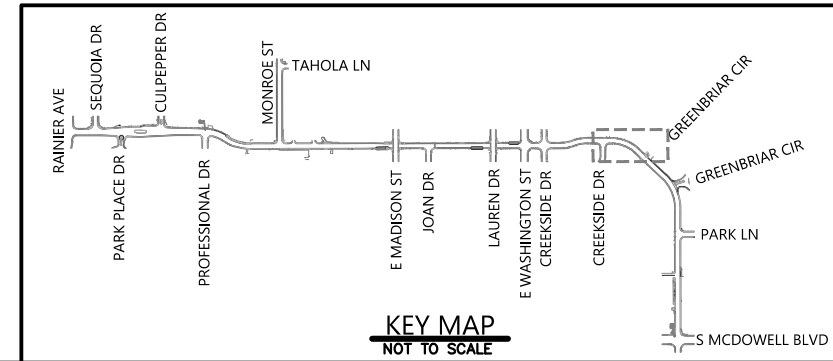 RAINIER AVE
SEQUOIA DR
CULPEPPER DR
MONROE ST
TAHOLA LN
GREENBRIAR CIR
GREENBRIAR CIR
PARK PLACE DR
PROFESSIONAL DR
E MADISON ST
JOAN DR
LAUREN DR
E WASHINGTON ST
CREEKSIDE DR
CREEKSIDE DR
PARK LN
S MCDOWELL BLVD
KEY MAP
NOT TO SCALE